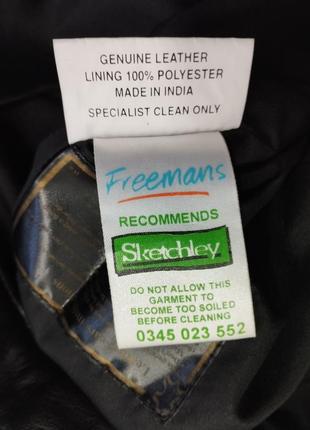 GENUINE LEATHER
LINING 100% POLYESTER
MADE IN INDIA
SPECIALIST CLEAN ONLY
Freemans
RECOMMENDS
Sketchley
DO NOT ALLOW THIS
GARMENT TO
BECOME TOO SOILED
BEFORE CLEANING
0345 023 552